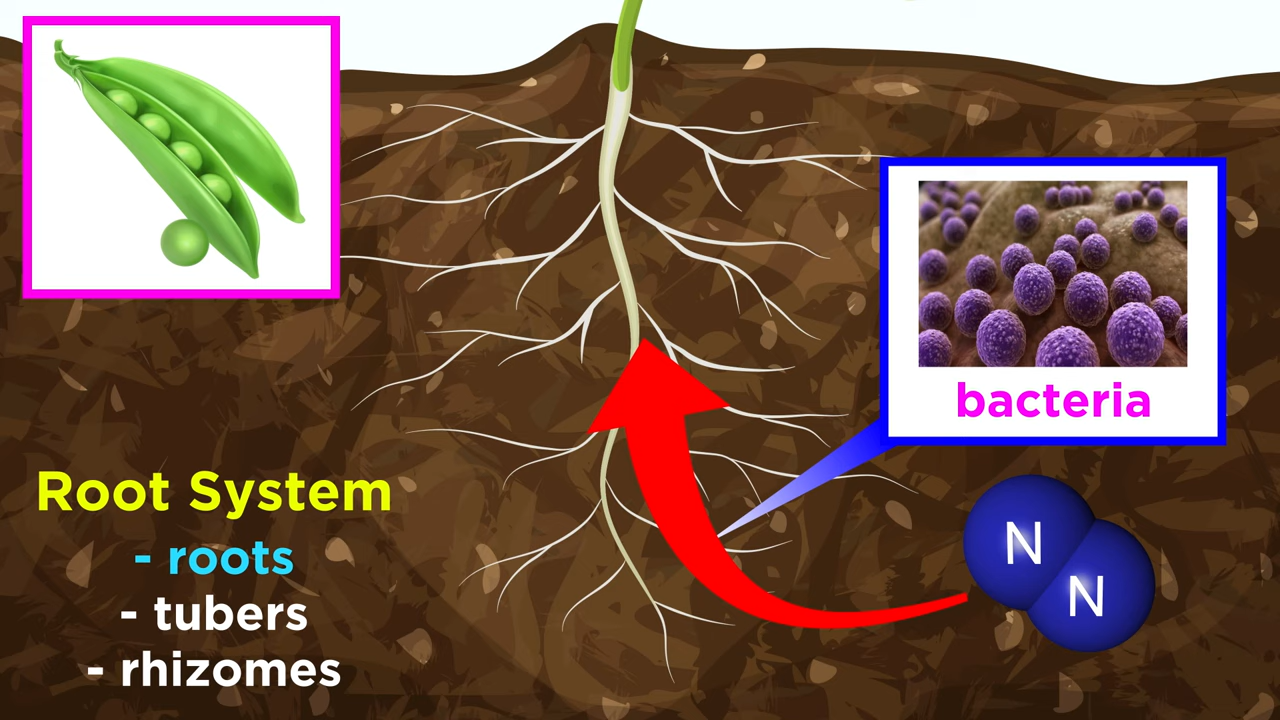 Root System
- roots
- tubers
- rhizomes
bacteria
N
N